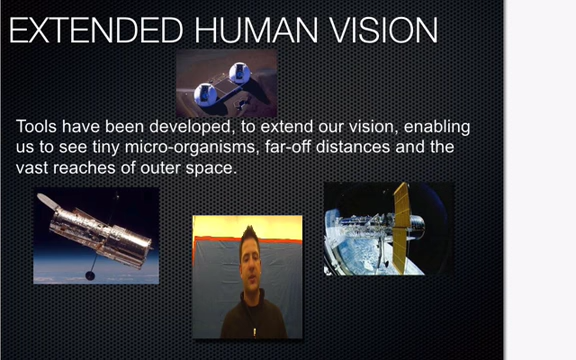 EXTENDED HUMAN VISION
Tools have been developed, to extend our vision, enabling
us to see tiny micro-organisms, far-off distances and the
vast reaches of outer space.